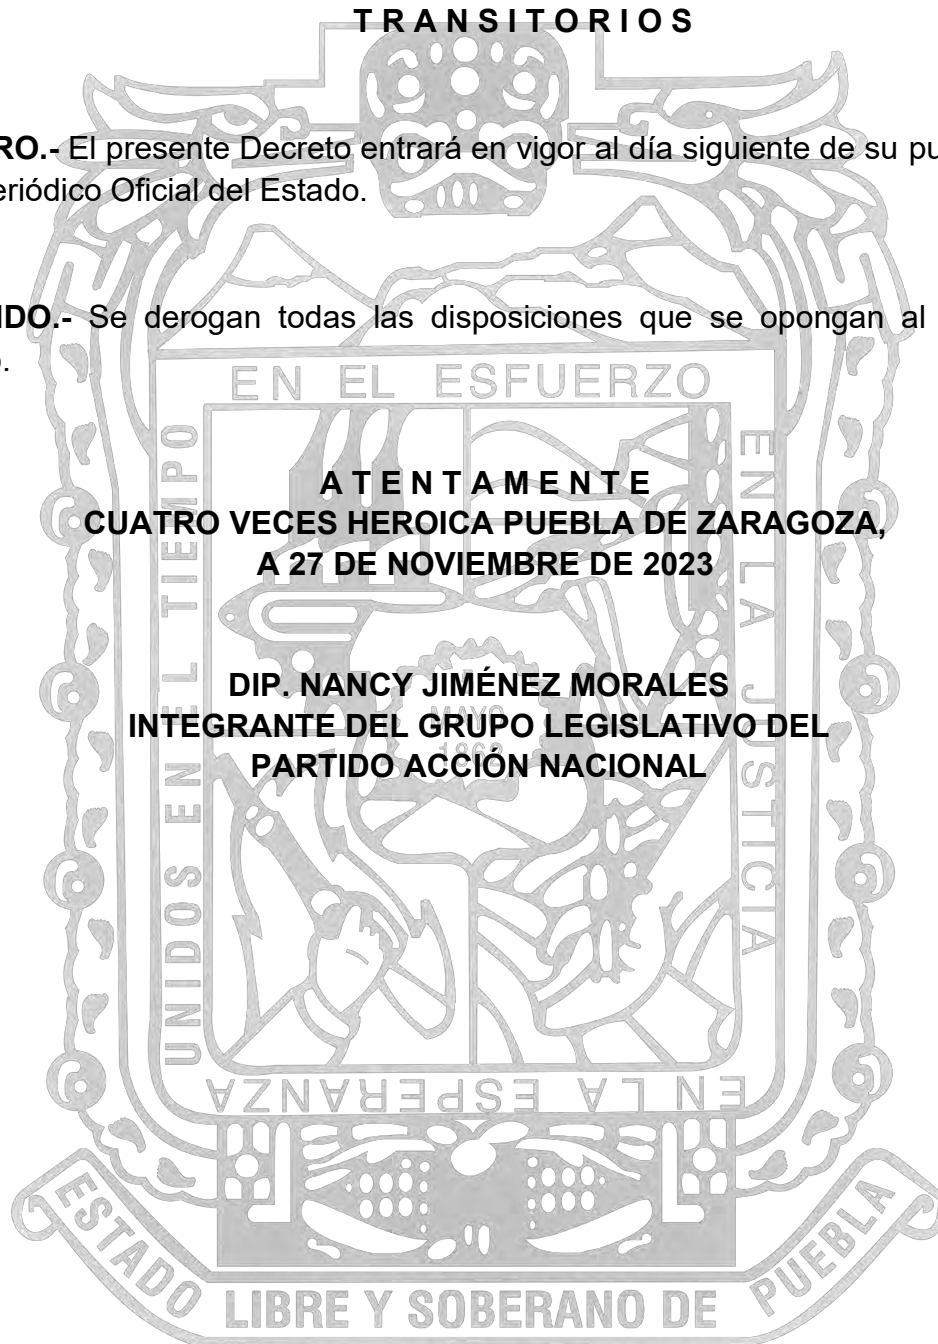 T R A N S I T O R I O S
RO.- El presente Decreto entrará en vigor al día siguiente de su pu
eriódico Oficial del Estado.
NDO.- Se derogan todas las disposiciones que se opongan al
.
EN EL ESFUERZO
UNIDOS EN EL TIEMPO
EN LA JUSTICIA
A T E N T A M E N T E
CUATRO VECES HEROICA PUEBLA DE ZARAGOZA,
A 27 DE NOVIEMBRE DE 2023
DIP. NANCY JIMÉNEZ MORALES
MAYO
INTEGRANTE DEL GRUPO LEGISLATIVO DEL
1862
PARTIDO ACCIÓN NACIONAL
EN LA ESPERANZA
ESTADO LIBRE Y SOBERANO DE PUEBLA